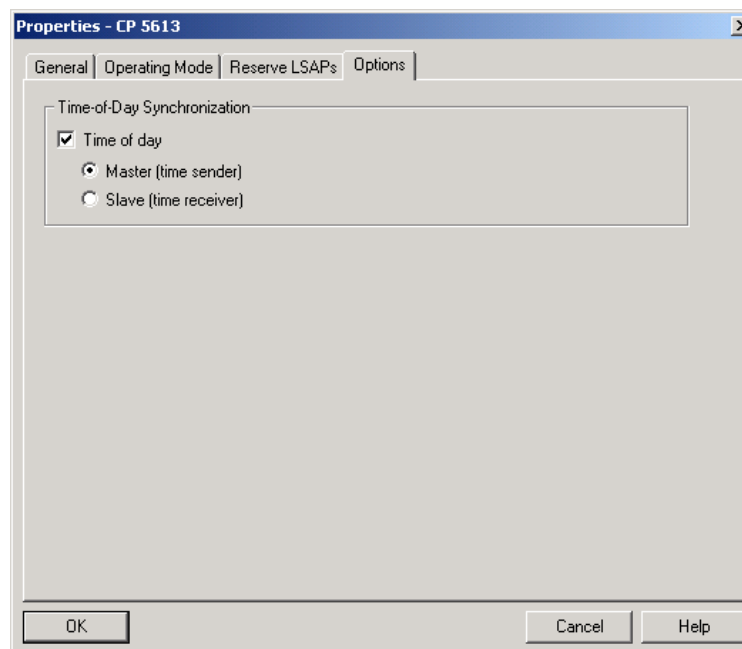 Properties - CP 5613
General Operating Mode Reserve LSAPs Options
Time-of-Day Synchronization
Time of day
Master (time sender)
Slave (time receiver)
OK Cancel Help